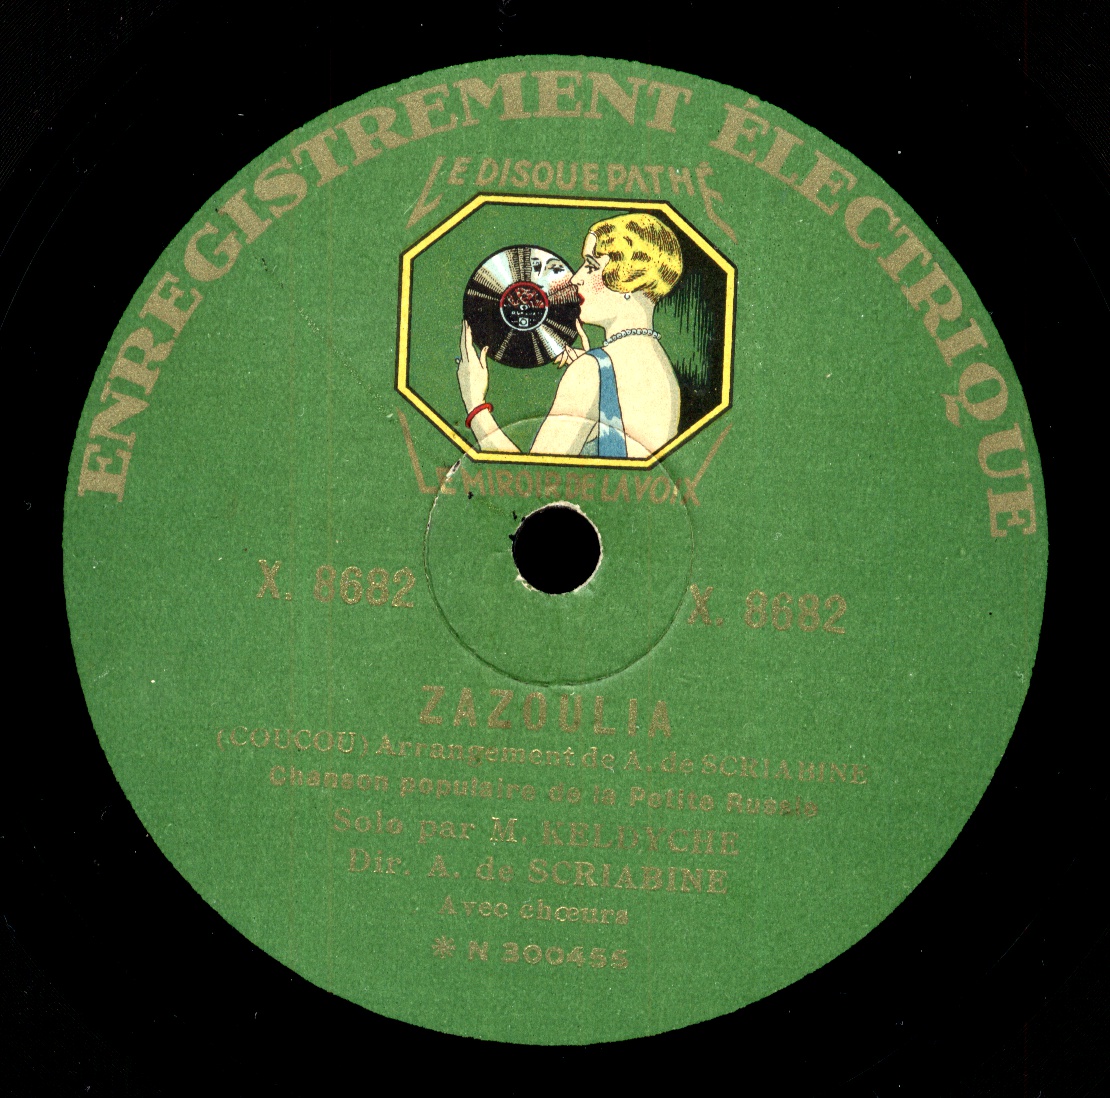 ENREGISTREMENT ÉLECTRIQUE
LE DISQUE PATHÉ
LE MIROIR DE LA VOIX
X. 8682
X. 8682
ZAZOULIA
(COUCOU) Arrangement de A. de SCRIABINE
Chanson populaire de la Petite Russie
Solo par M. KELDYCHE
Dir. A. de SCRIABINE
Avec chœurs
※ N 300455